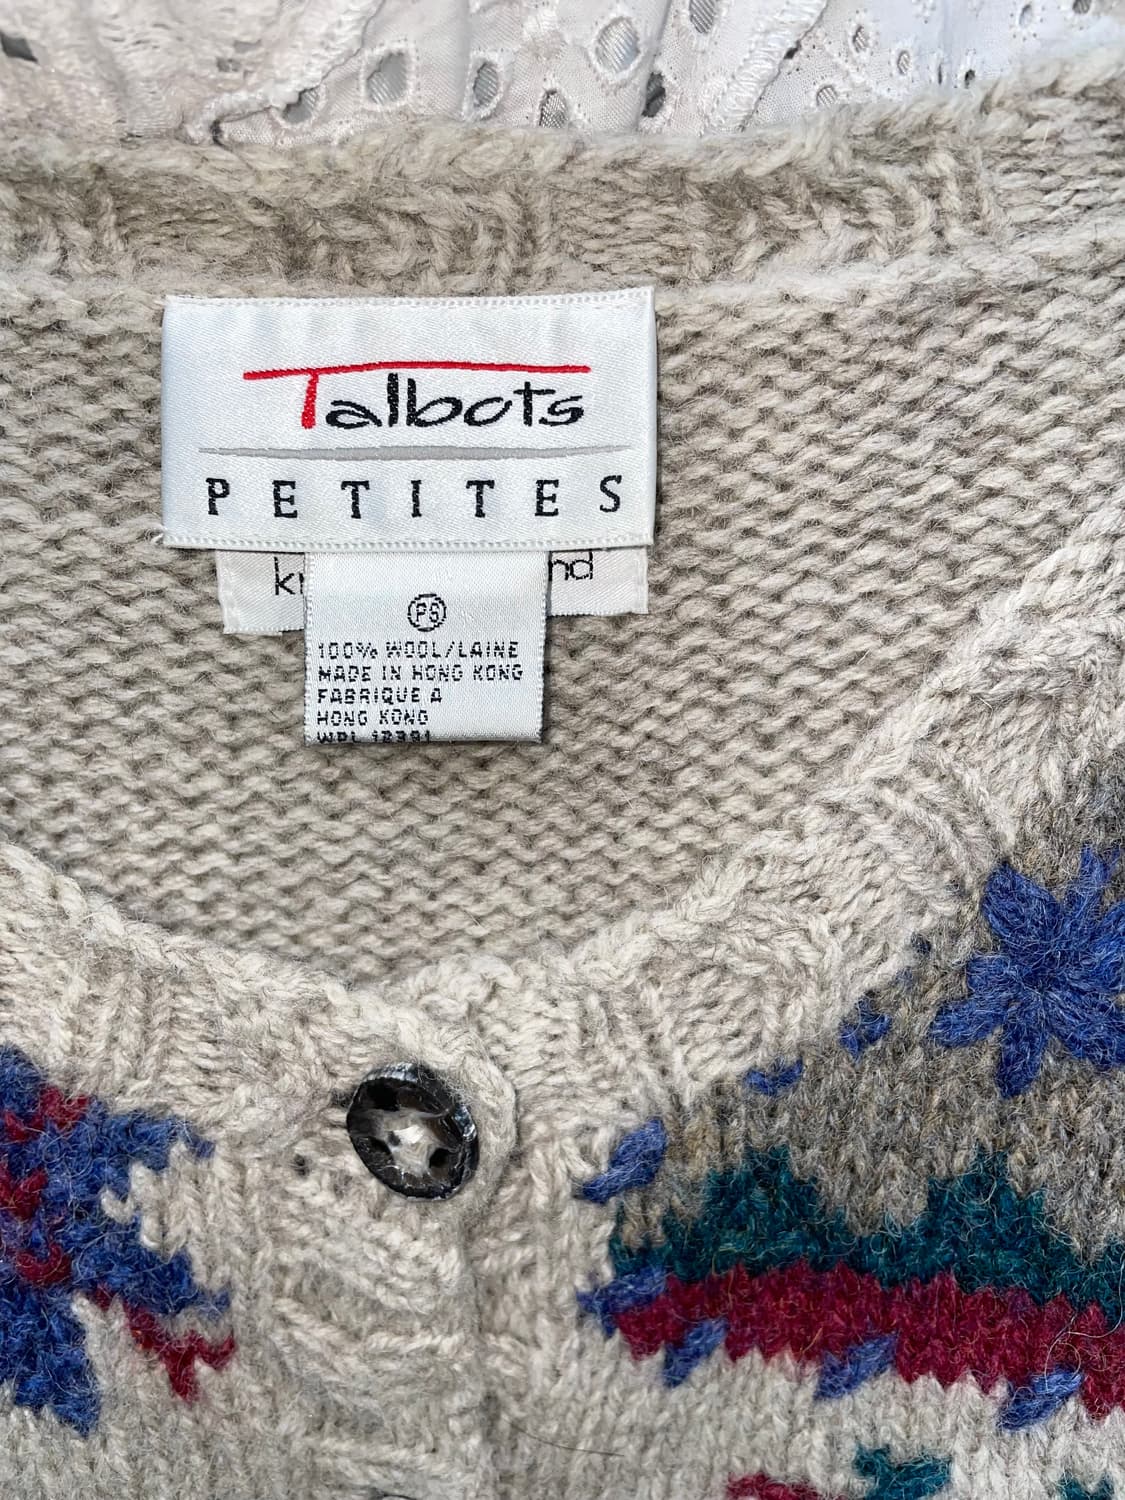 Talbots
PETITES
PS
100% WOOL/LAINE
MADE IN HONG KONG
FABRIQUE A
HONG KONG